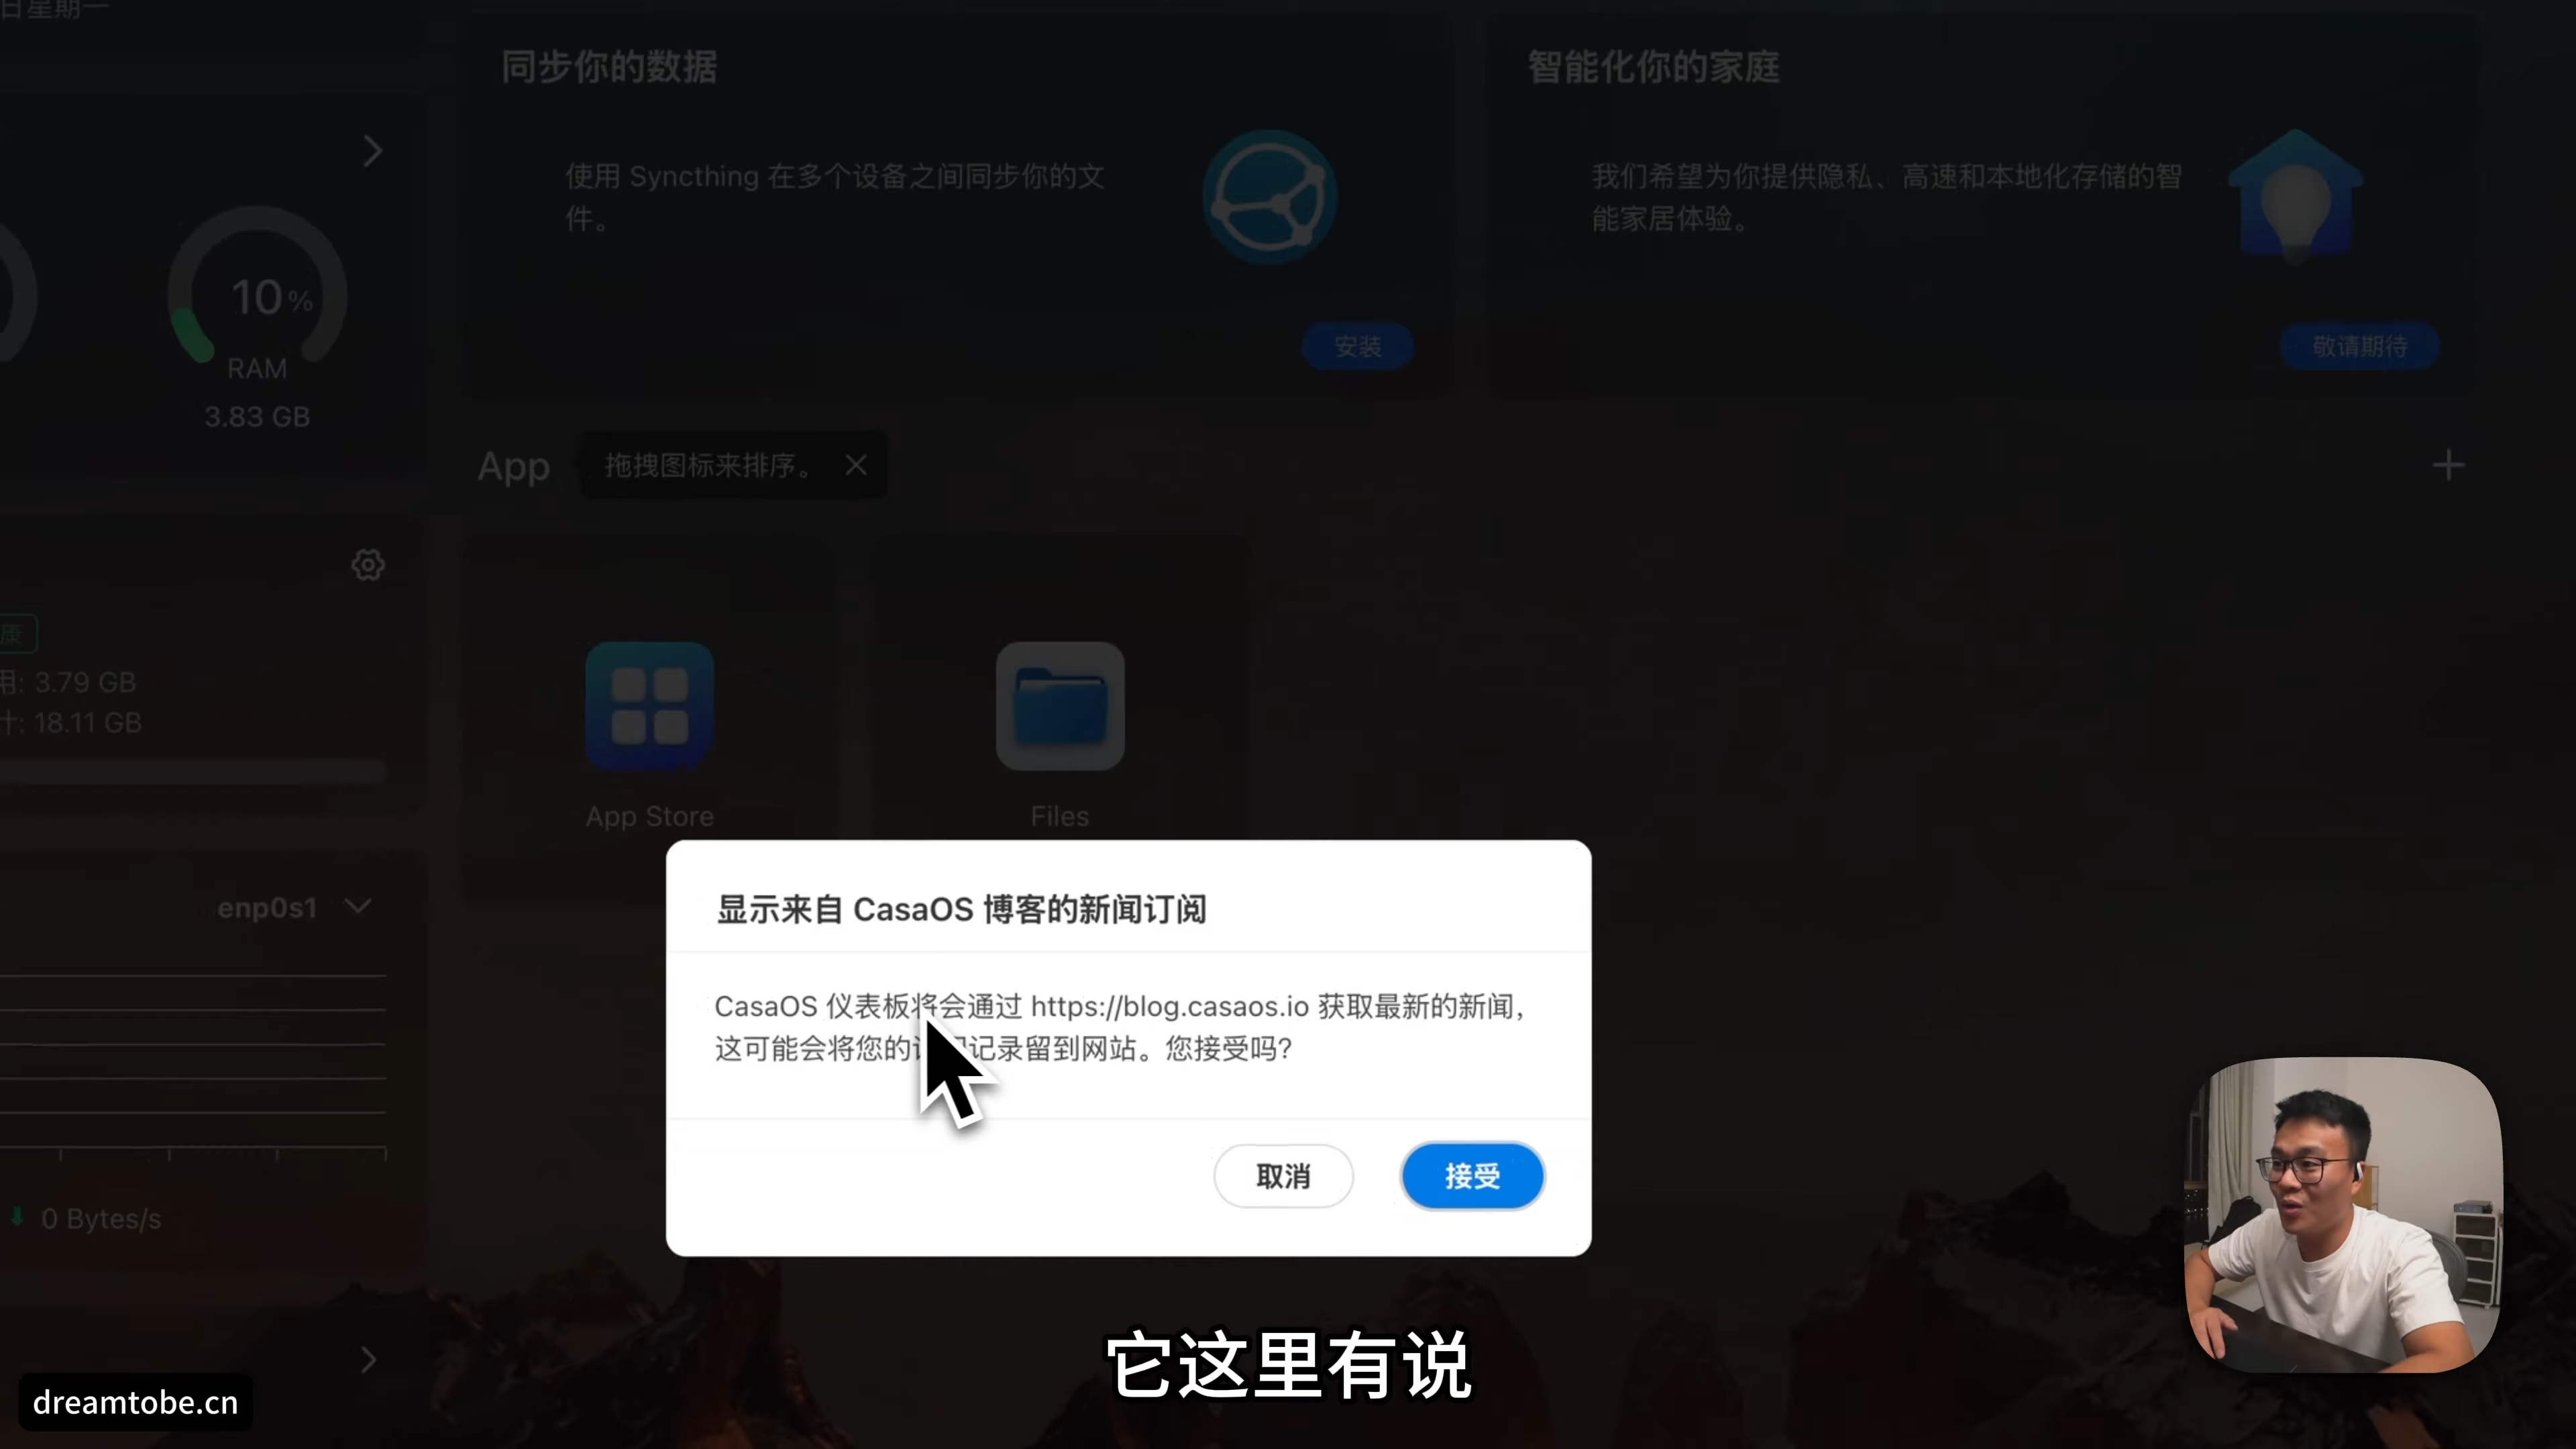 日星期一
同步你的数据
使用 Syncthing 在多个设备之间同步你的文
件。
安装
智能化你的家庭
我们希望为你提供隐私、高速和本地化存储的智
能家居体验。
敬请期待
10%
RAM
3.83 GB
App
拖拽图标来排序。
康
用: 3.79 GB
计: 18.11 GB
App Store
Files
enp0s1
0 Bytes/s
显示来自 CasaOS 博客的新闻订阅
CasaOS 仪表板将会通过 https://blog.casaos.io 获取最新的新闻，
这可能会将您的 记录留到网站。您接受吗？
取消
接受
它这里有说
dreamtobe.cn